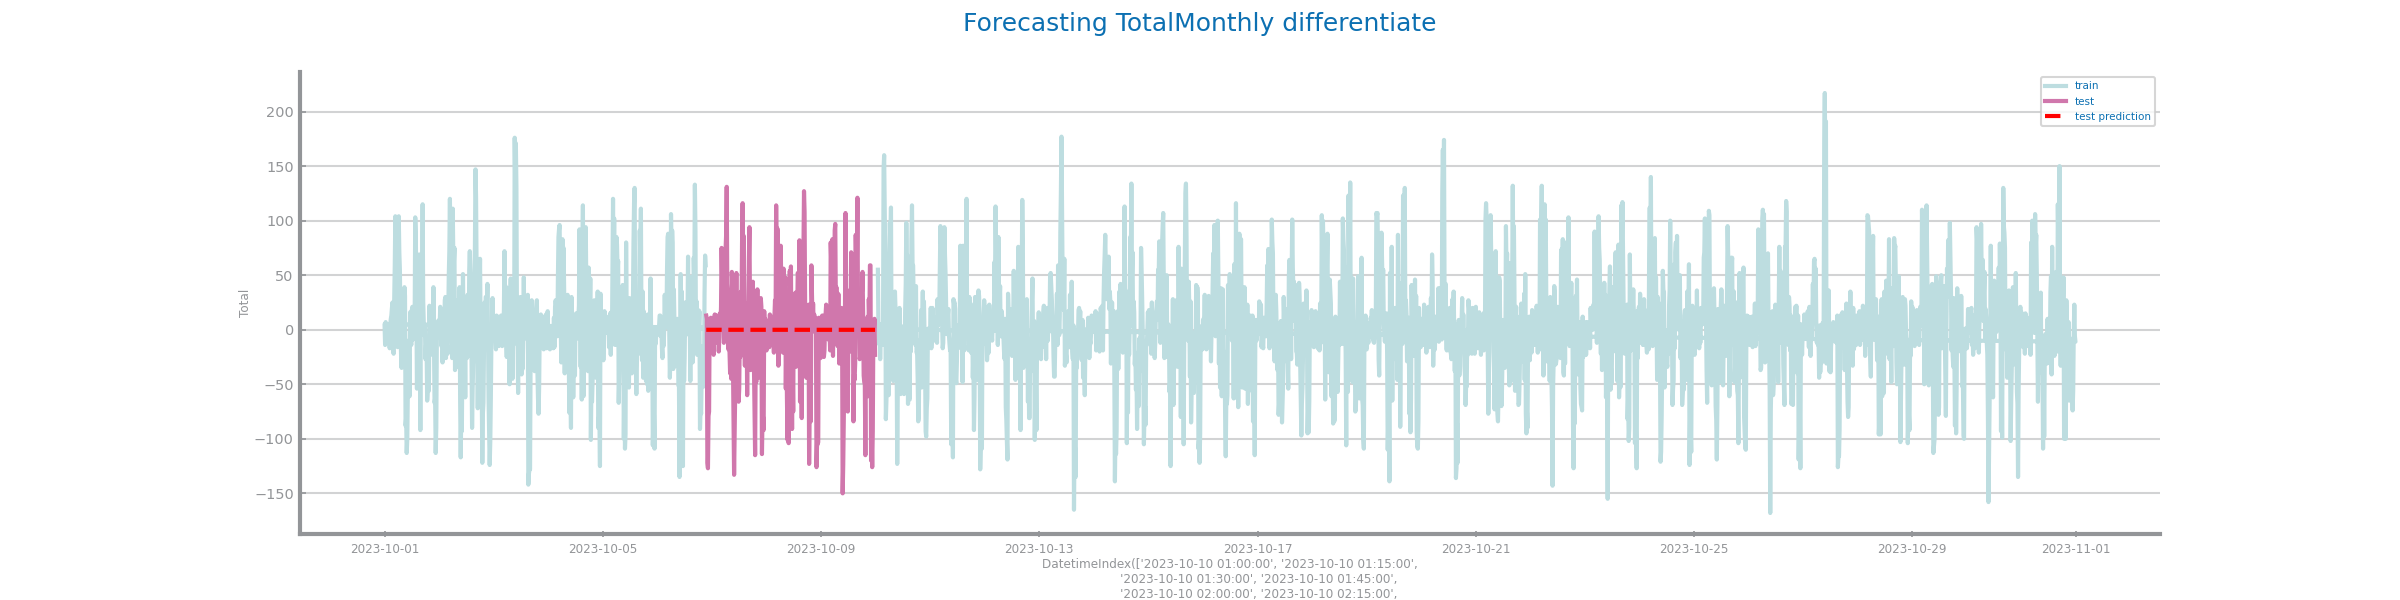 Forecasting TotalMonthly differentiate
train
test
test prediction
200
150
100
50
0
−50
−100
−150
Total
2023-10-01 2023-10-05 2023-10-09 2023-10-13 2023-10-17 2023-10-21 2023-10-25 2023-10-29 2023-11-01
DatetimeIndex(['2023-10-10 01:00:00', '2023-10-10 01:15:00',
'2023-10-10 01:30:00', '2023-10-10 01:45:00',
'2023-10-10 02:00:00', '2023-10-10 02:15:00',